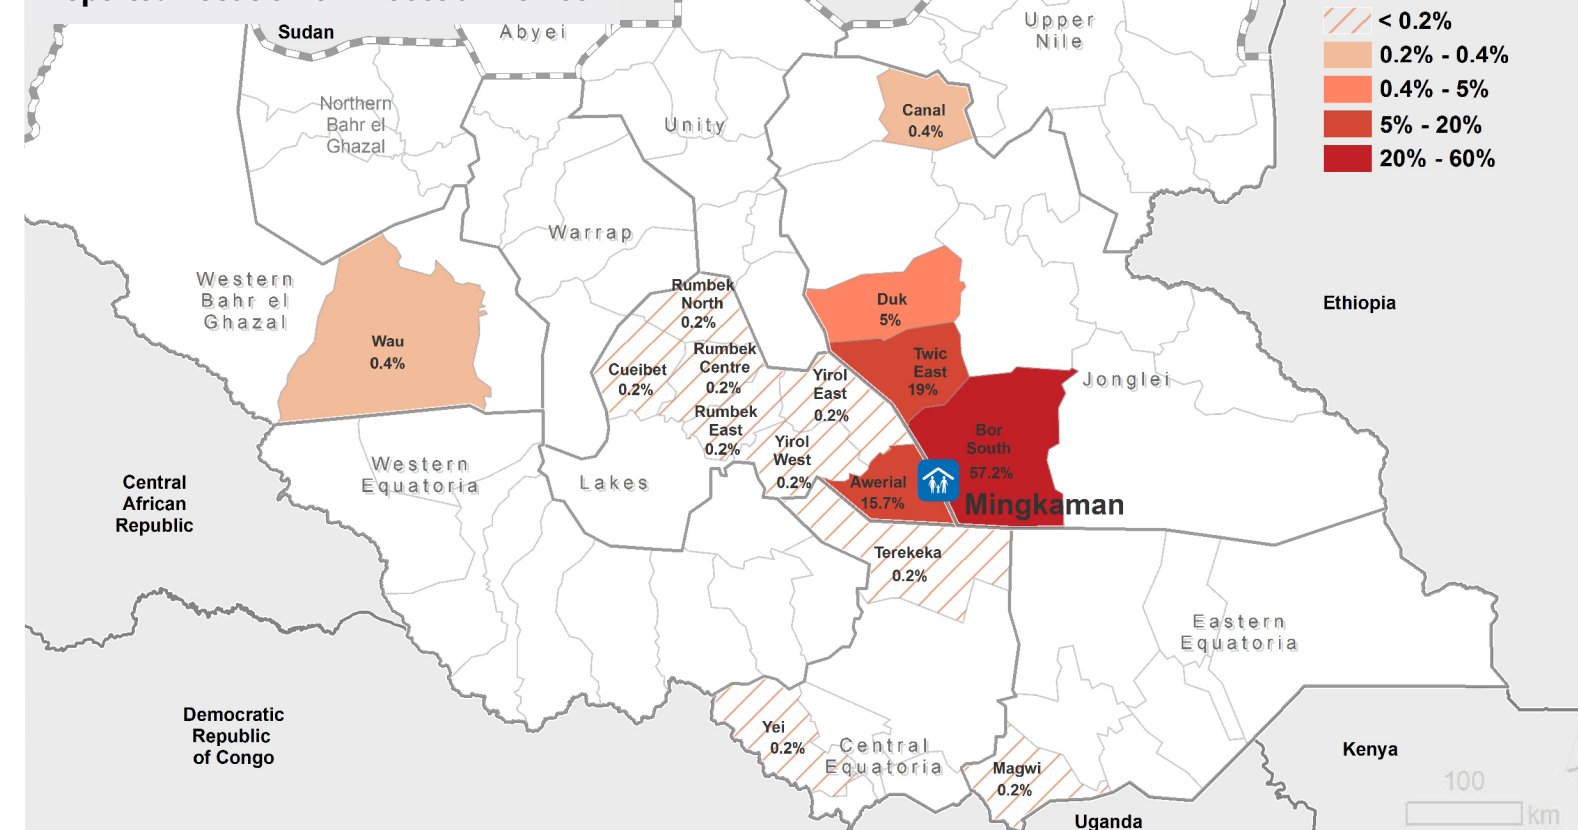 Sudan
Abyei
Upper
Nile
< 0.2%
0.2% - 0.4%
0.4% - 5%
5% - 20%
20% - 60%
Northern
Bahr el
Ghazal
Unity
Canal
0.4%
Warrap
Western
Bahr el
Ghazal
Rumbek
North
0.2%
Duk
5%
Ethiopia
Wau
0.4%
Cueibet
0.2%
Rumbek
Centre
0.2%
Yirol
East
0.2%
Twic
East
19%
Jonglei
Rumbek
East
0.2%
Yirol
West
0.2%
Bor
South
57.2%
Awerial
15.7%
Mingkaman
Western
Equatoria
Lakes
Central
African
Republic
Terekeka
0.2%
Eastern
Equatoria
Democratic
Republic
of Congo
Yei
0.2%
Central
Equatoria
Magwi
0.2%
Kenya
Uganda
100
km